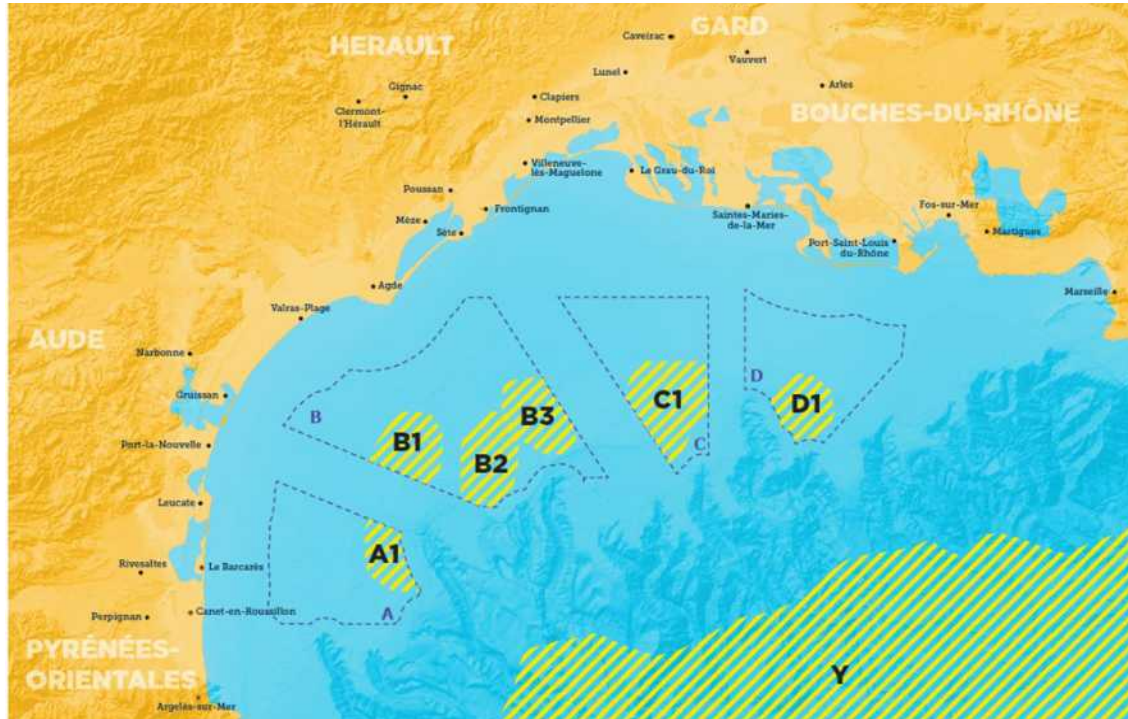 HERAULT
GARD
Caveirac
Vauvert
Lunel
Arles
Gignac
Clermont-
l'Hérault
Clapiers
Montpellier
BOUCHES-DU-RHÔNE
Villeneuve-
lès-Maguelone
Le Grau-du-Roi
Poussan
Frontignan
Mèze
Sète
Saintes-Maries-
de-la-Mer
Fos-sur-Mer
Martigues
Port-Saint-Louis
du-Rhône
Marseille
Agde
Valras-Plage
AUDE
Narbonne
Gruissan
Port-la-Nouvelle
Leucate
Rivesaltes
Le Barcarès
Perpignan
Canet-en-Roussillon
PYRÉNÉES-
ORIENTALES
Argelès-sur-Mer
B
B1
B2
B3
C1
C
D
D1
A1
A
Y